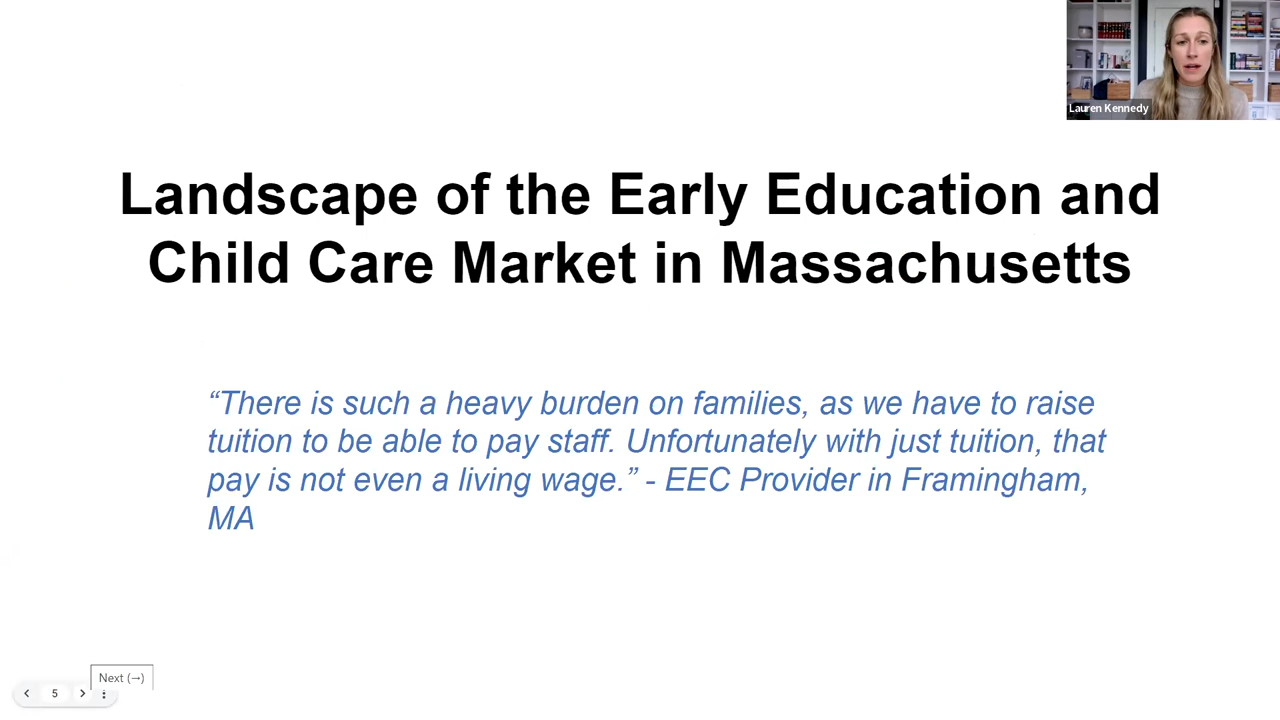 Lauren Kennedy
Landscape of the Early Education and
Child Care Market in Massachusetts
“There is such a heavy burden on families, as we have to raise
tuition to be able to pay staff. Unfortunately with just tuition, that
pay is not even a living wage.” - EEC Provider in Framingham,
MA
Next (→)
5